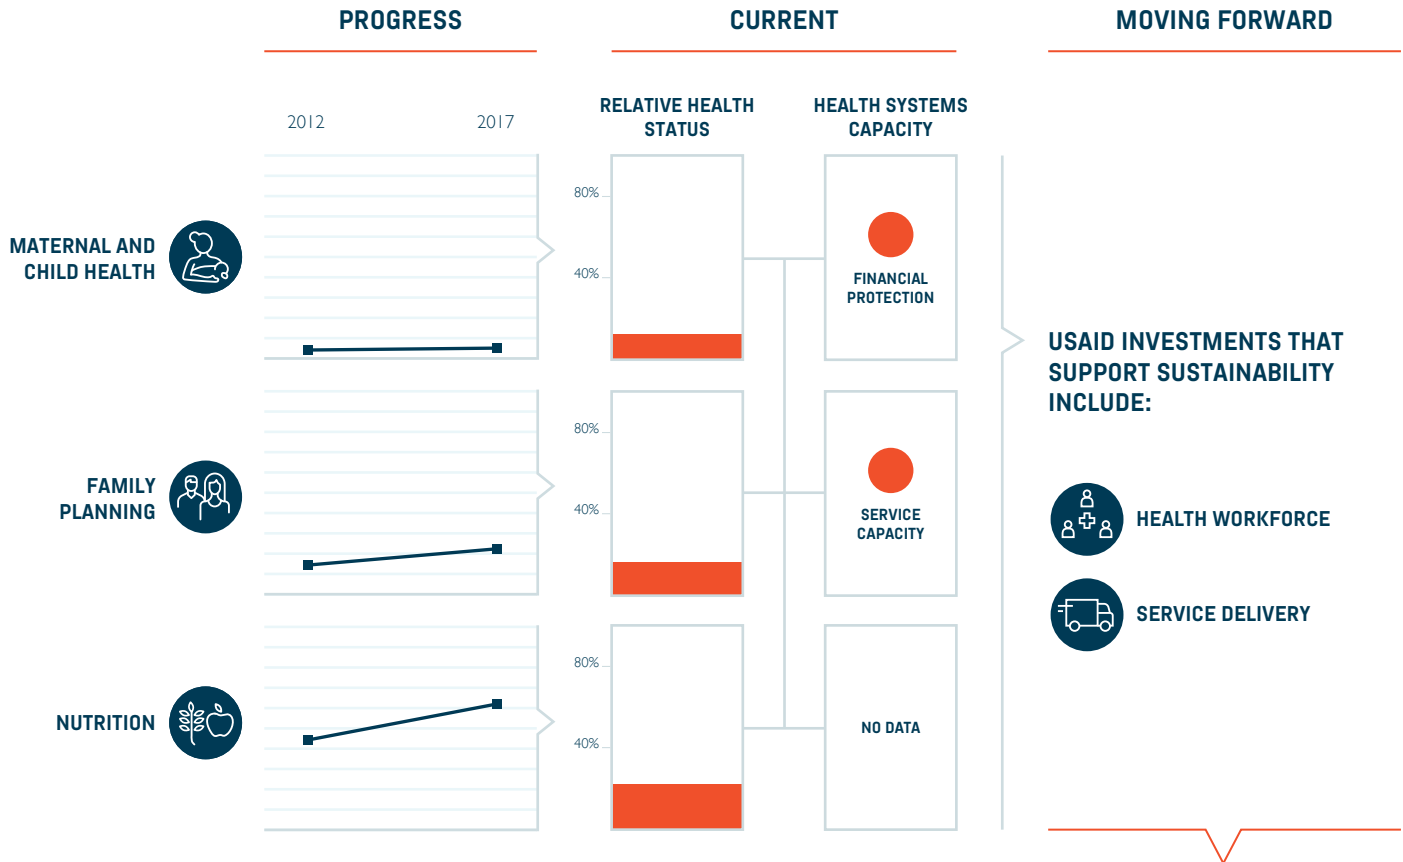 PROGRESS
CURRENT
MOVING FORWARD
2012
2017
RELATIVE HEALTH
STATUS
HEALTH SYSTEMS
CAPACITY
MATERNAL AND
CHILD HEALTH
80%
40%
FINANCIAL
PROTECTION
FAMILY
PLANNING
80%
40%
SERVICE
CAPACITY
NUTRITION
80%
40%
NO DATA
USAID INVESTMENTS THAT
SUPPORT SUSTAINABILITY
INCLUDE:
HEALTH WORKFORCE
SERVICE DELIVERY